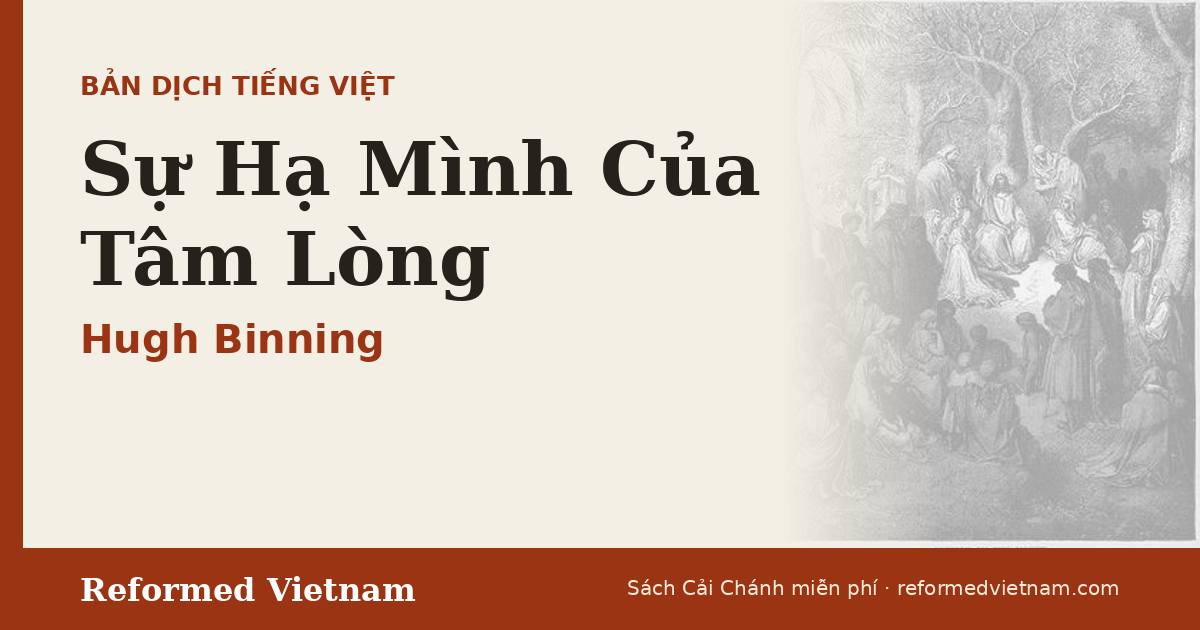 BẢN DỊCH TIẾNG VIỆT
Sự Hạ Mình Của
Tâm Lòng
Hugh Binning
Reformed Vietnam
Sách Cải Chánh miễn phí · reformedvietnam.com